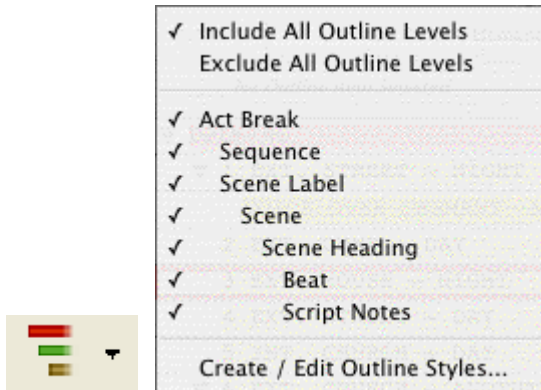 ✓ Include All Outline Levels
Exclude All Outline Levels
✓ Act Break
✓ Sequence
✓ Scene Label
✓ Scene
✓ Scene Heading
✓ Beat
✓ Script Notes
Create / Edit Outline Styles...